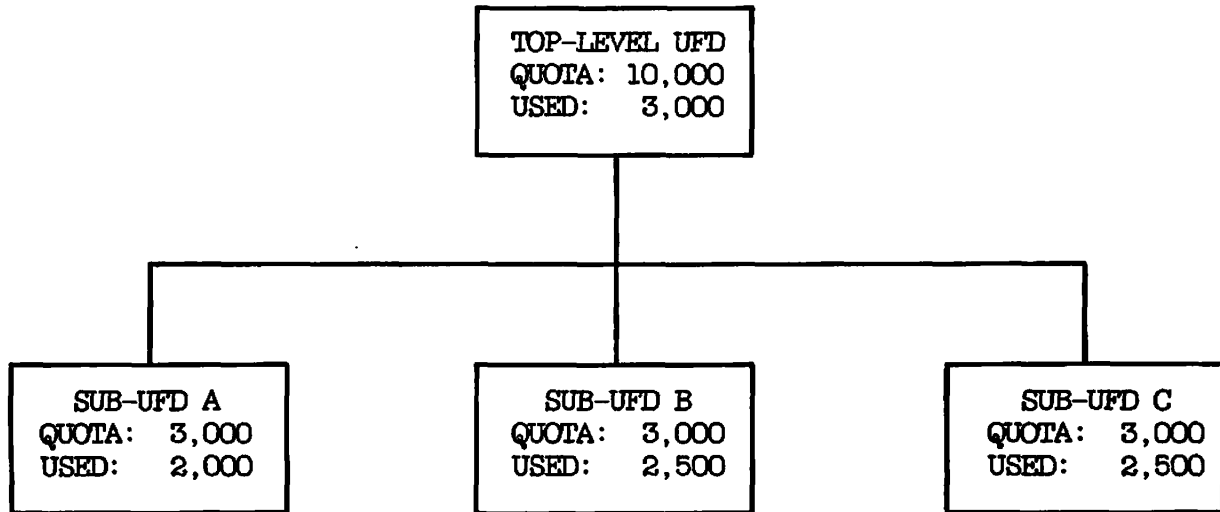 TOP-LEVEL UFD
QUOTA: 10,000
USED: 3,000
SUB-UFD A
QUOTA: 3,000
USED: 2,000
SUB-UFD B
QUOTA: 3,000
USED: 2,500
SUB-UFD C
QUOTA: 3,000
USED: 2,500